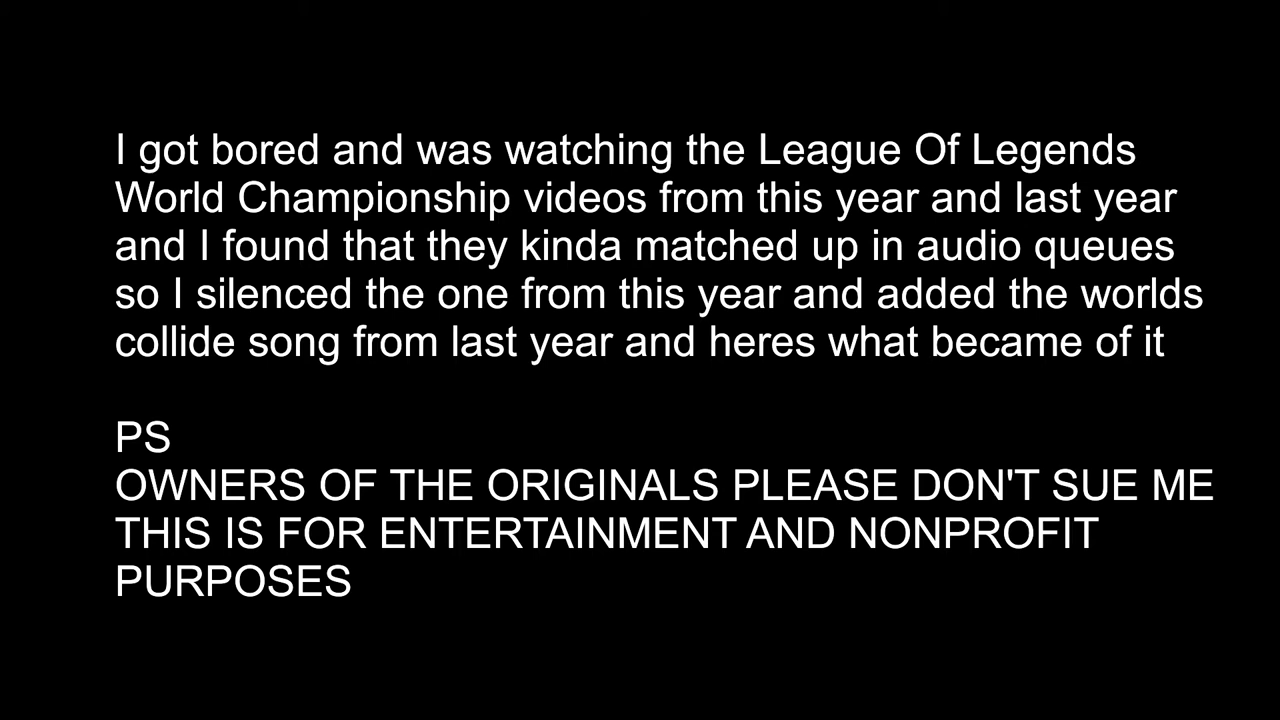 I got bored and was watching the League Of Legends
World Championship videos from this year and last year
and I found that they kinda matched up in audio queues
so I silenced the one from this year and added the worlds
collide song from last year and heres what became of it
PS
OWNERS OF THE ORIGINALS PLEASE DON'T SUE ME
THIS IS FOR ENTERTAINMENT AND NONPROFIT
PURPOSES